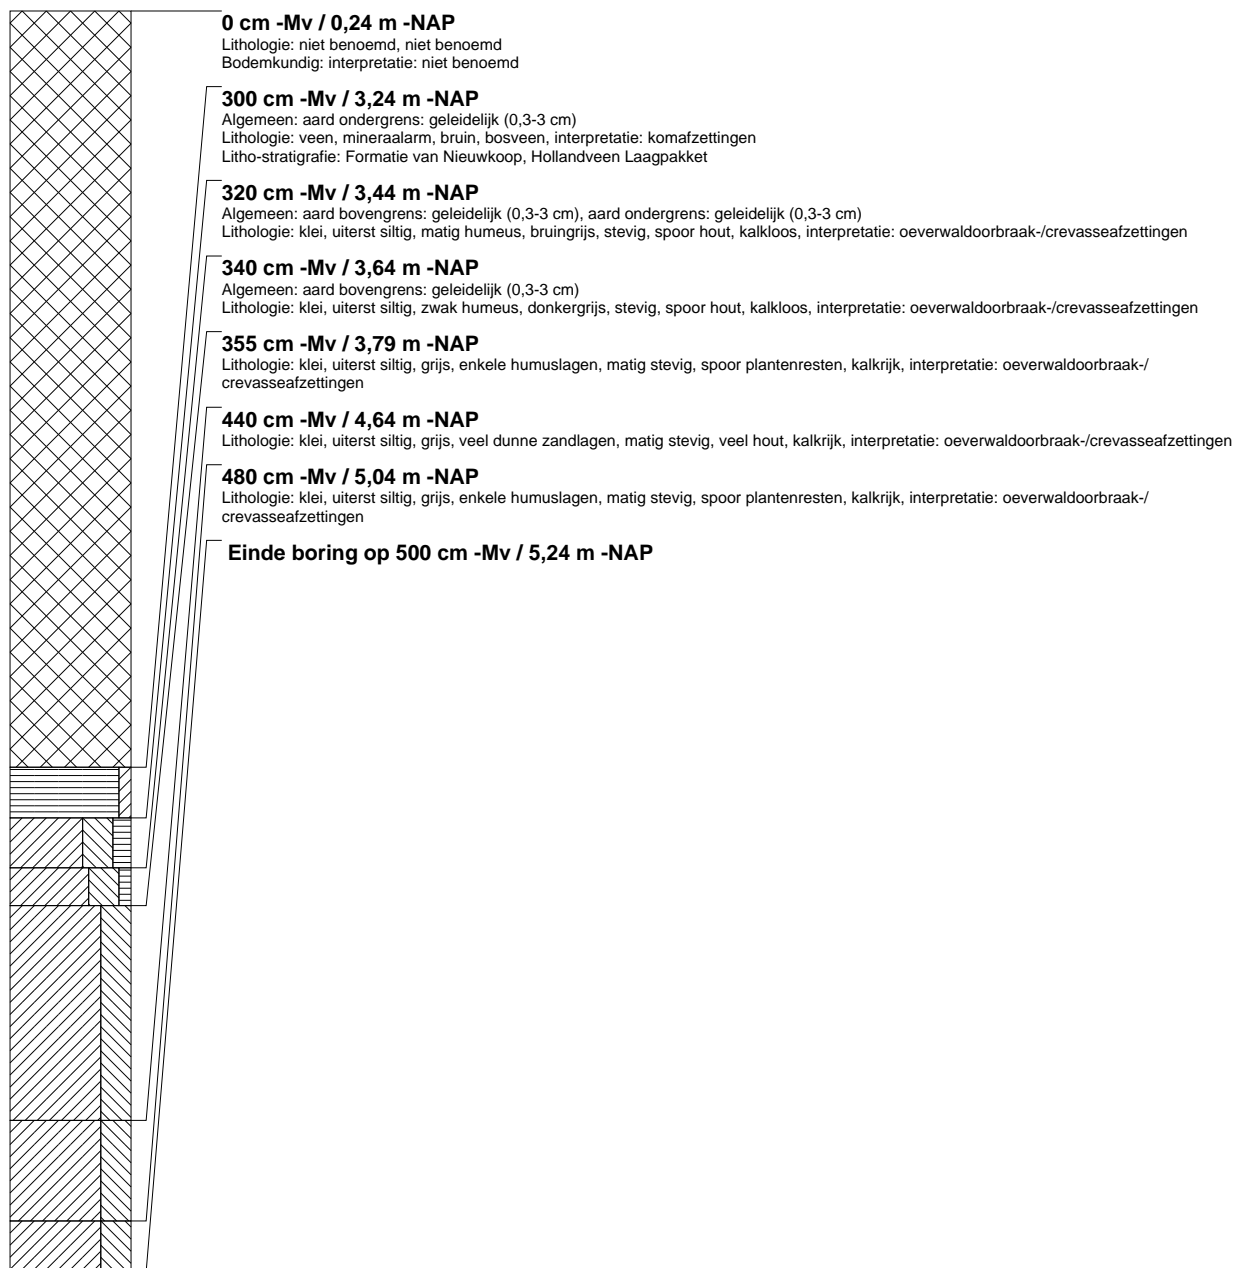 0 cm -Mv / 0,24 m -NAP
Lithologie: niet benoemd, niet benoemd
Bodemkundig: interpretatie: niet benoemd
300 cm -Mv / 3,24 m -NAP
Algemeen: aard ondergrens: geleidelijk (0,3-3 cm)
Lithologie: veen, mineraalarm, bruin, bosveen, interpretatie: komafzettingen
Litho-stratigrafie: Formatie van Nieuwkoop, Hollandveen Laagpakket
320 cm -Mv / 3,44 m -NAP
Algemeen: aard bovengrens: geleidelijk (0,3-3 cm), aard ondergrens: geleidelijk (0,3-3 cm)
Lithologie: klei, uiterst siltig, matig humeus, bruingrijs, stevig, spoor hout, kalkloos, interpretatie: oeverwaldoorbraak-/crevasseafzettingen
340 cm -Mv / 3,64 m -NAP
Algemeen: aard bovengrens: geleidelijk (0,3-3 cm)
Lithologie: klei, uiterst siltig, zwak humeus, donkergrijs, stevig, spoor hout, kalkloos, interpretatie: oeverwaldoorbraak-/crevasseafzettingen
355 cm -Mv / 3,79 m -NAP
Lithologie: klei, uiterst siltig, grijs, enkele humuslagen, matig stevig, spoor plantenresten, kalkrijk, interpretatie: oeverwaldoorbraak-/
crevasseafzettingen
440 cm -Mv / 4,64 m -NAP
Lithologie: klei, uiterst siltig, grijs, veel dunne zandlagen, matig stevig, veel hout, kalkrijk, interpretatie: oeverwaldoorbraak-/crevasseafzettingen
480 cm -Mv / 5,04 m -NAP
Lithologie: klei, uiterst siltig, grijs, enkele humuslagen, matig stevig, spoor plantenresten, kalkrijk, interpretatie: oeverwaldoorbraak-/
crevasseafzettingen
Einde boring op 500 cm -Mv / 5,24 m -NAP